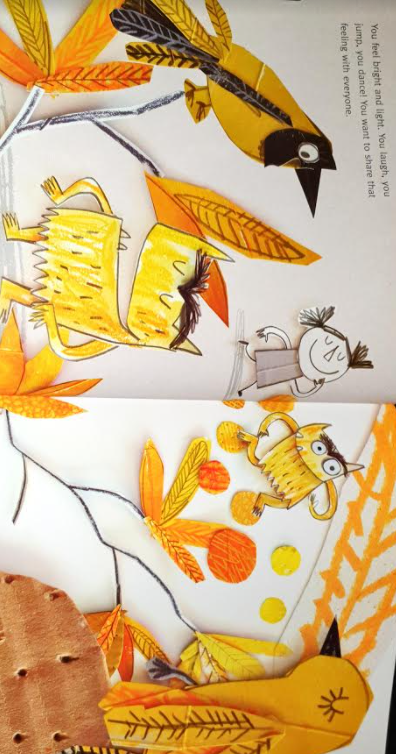 You feel bright and light. You laugh, you
jump, you dance! You want to share that
feeling with everyone.